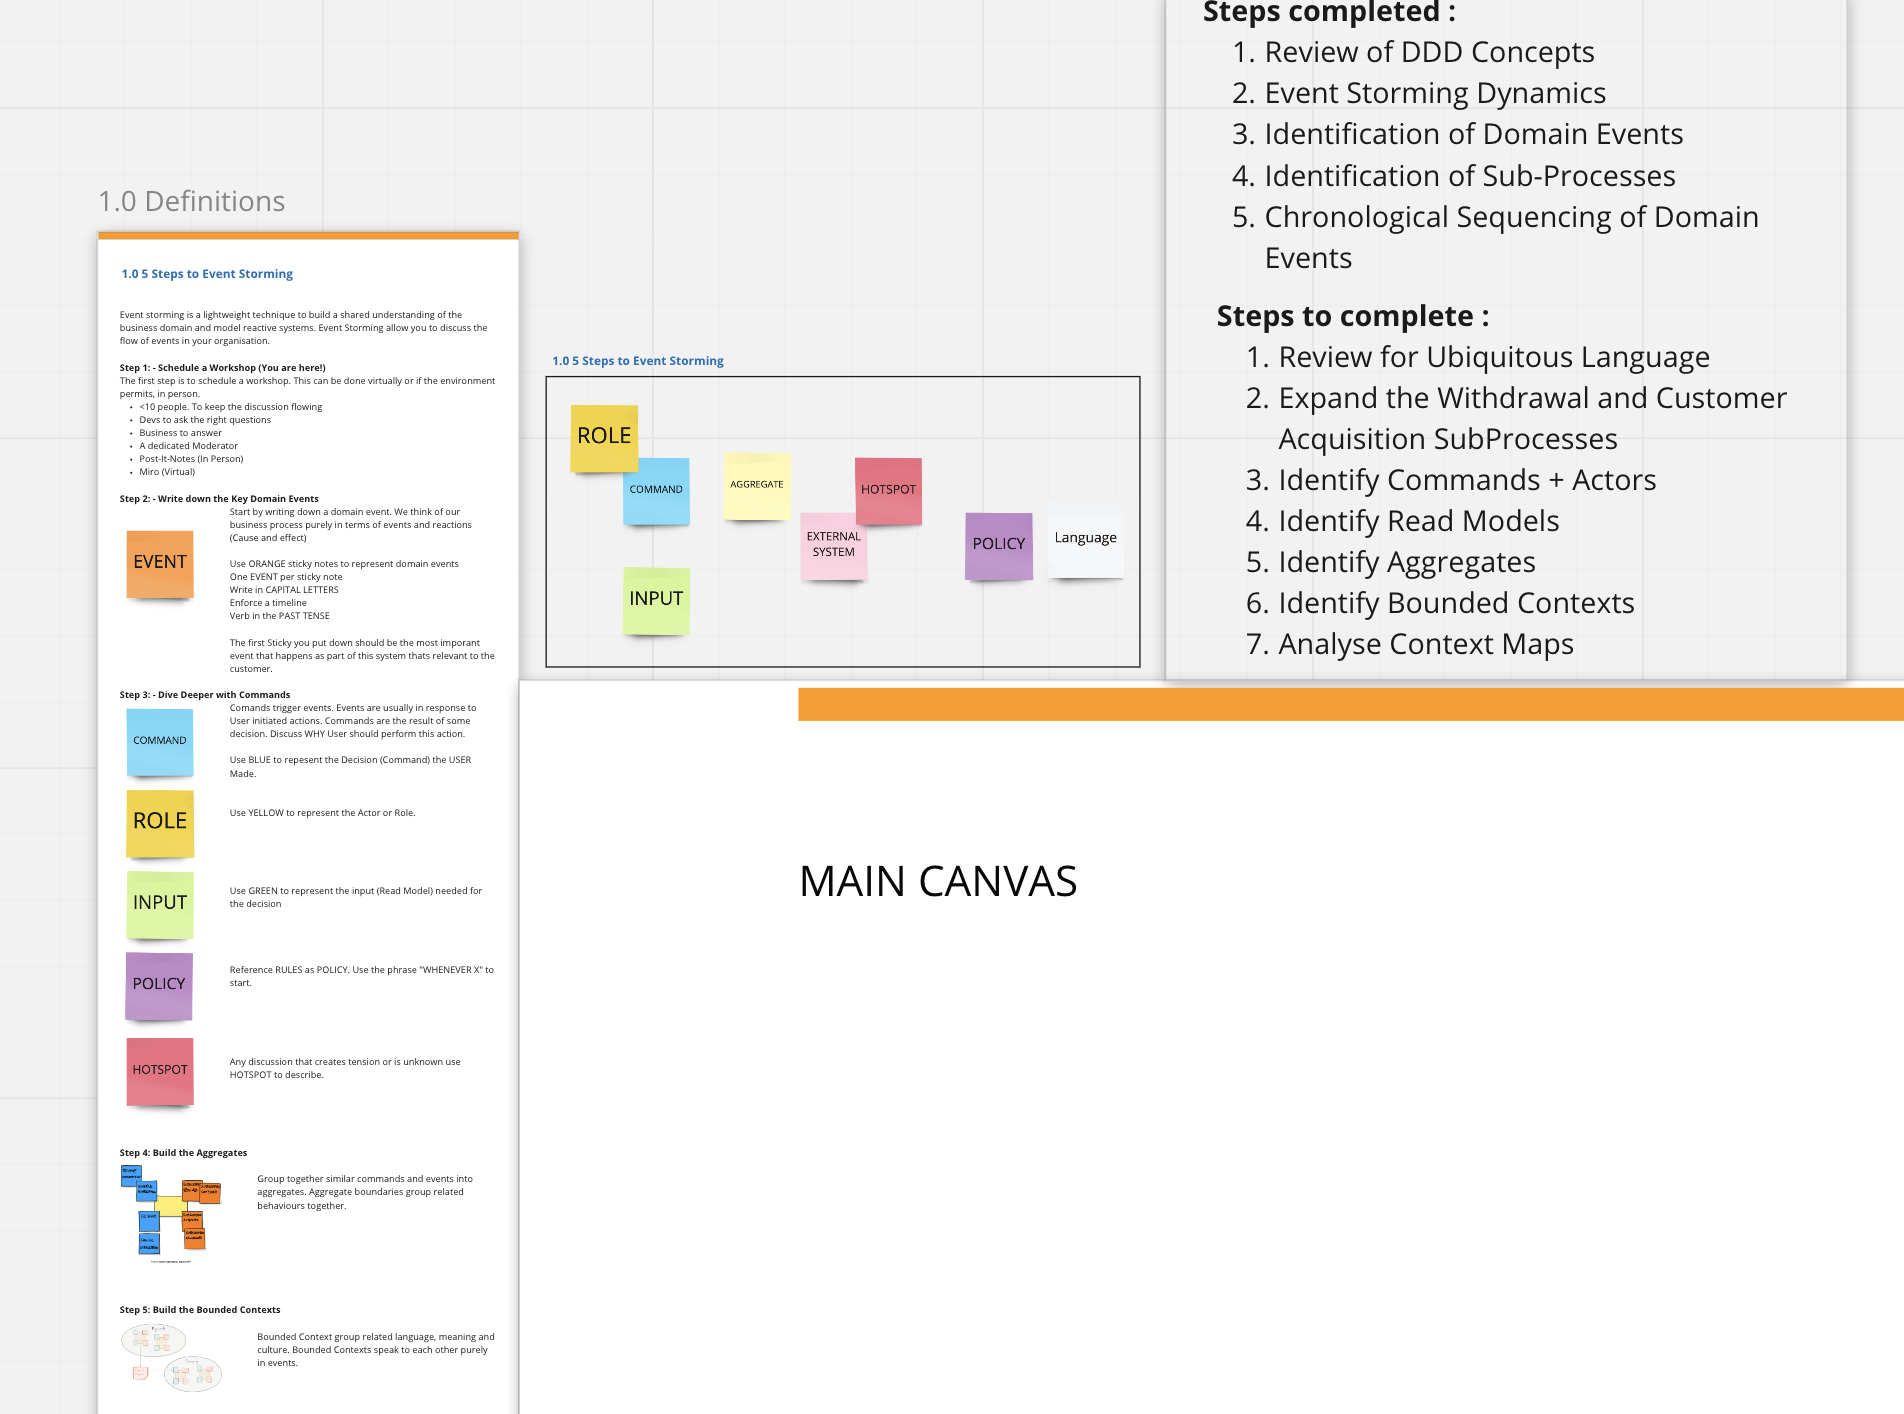 Steps completed :
1. Review of DDD Concepts
2. Event Storming Dynamics
3. Identification of Domain Events
4. Identification of Sub-Processes
5. Chronological Sequencing of Domain
Events
Steps to complete :
1. Review for Ubiquitous Language
2. Expand the Withdrawal and Customer
Acquisition SubProcesses
3. Identify Commands + Actors
4. Identify Read Models
5. Identify Aggregates
6. Identify Bounded Contexts
7. Analyse Context Maps
1.0 Definitions
1.0 5 Steps to Event Storming
Event storming is a lightweight technique to build a shared understanding of the
business domain and model reactive systems. Event Storming allow you to discuss the
flow of events in your organisation.
Step 1: - Schedule a Workshop (You are here!)
The first step is to schedule a workshop. This can be done virtually or if the environment
permits, in person.
• <10 people. To keep the discussion flowing
• Devs to ask the right questions
• Business to answer
• A dedicated Moderator
• Post-It-Notes (In Person)
• Miro (Virtual)
Step 2: - Write down the Key Domain Events
Start by writing down a domain event. We think of our
business process purely in terms of events and reactions
(Cause and effect)
EVENT
Use ORANGE sticky notes to represent domain events
One EVENT per sticky note
Write in CAPITAL LETTERS
Enforce a timeline
Verb in the PAST TENSE
The first Sticky you put down should be the most imporant
event that happens as part of this system thats relevant to the
customer.
Step 3: - Dive Deeper with Commands
Comands trigger events. Events are usually in response to
User initiated actions. Commands are the result of some
decision. Discuss WHY User should perform this action.
COMMAND
Use BLUE to repesent the Decision (Command) the USER
Made.
ROLE
Use YELLOW to represent the Actor or Role.
INPUT
Use GREEN to represent the input (Read Model) needed for
the decision
POLICY
Reference RULES as POLICY. Use the phrase "WHENEVER X" to
start.
HOTSPOT
Any discussion that creates tension or is unknown use
HOTSPOT to describe.
Step 4: Build the Aggregates
Group together similar commands and events into
aggregates. Aggregate boundaries group related
behaviours together.
Step 5: Build the Bounded Contexts
Bounded Context group related language, meaning and
culture. Bounded Contexts speak to each other purely
in events.
1.0 5 Steps to Event Storming
ROLE
COMMAND
AGGREGATE
HOTSPOT
EXTERNAL
SYSTEM
POLICY
Language
INPUT
MAIN CANVAS